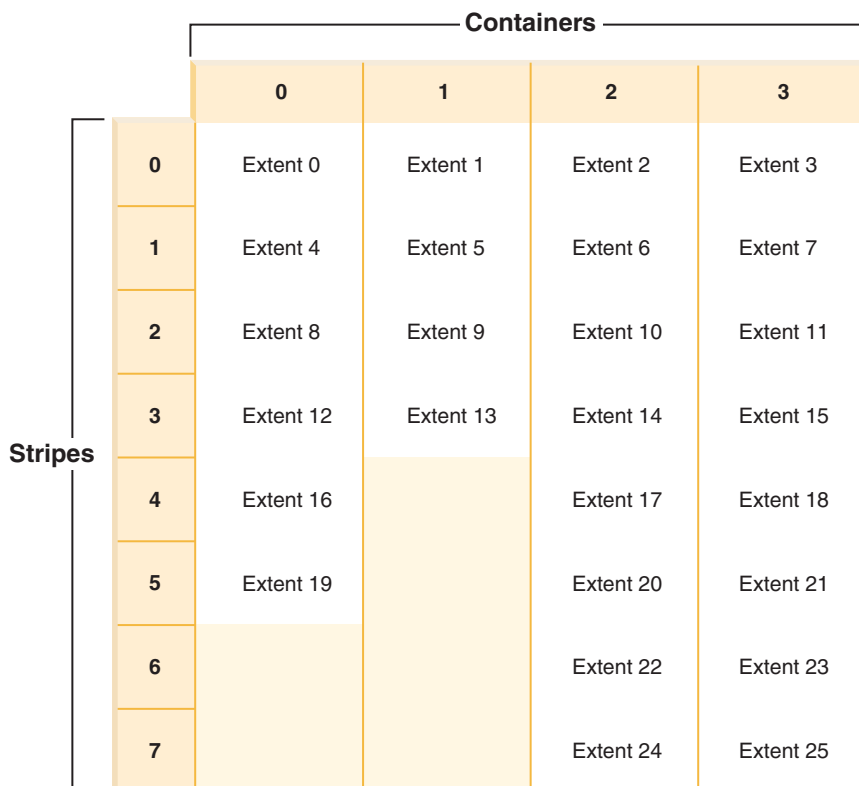 Containers
0 1 2 3
0 Extent 0 Extent 1 Extent 2 Extent 3
1 Extent 4 Extent 5 Extent 6 Extent 7
2 Extent 8 Extent 9 Extent 10 Extent 11
3 Extent 12 Extent 13 Extent 14 Extent 15
Stripes
4 Extent 16 Extent 17 Extent 18
5 Extent 19 Extent 20 Extent 21
6 Extent 22 Extent 23
7 Extent 24 Extent 25